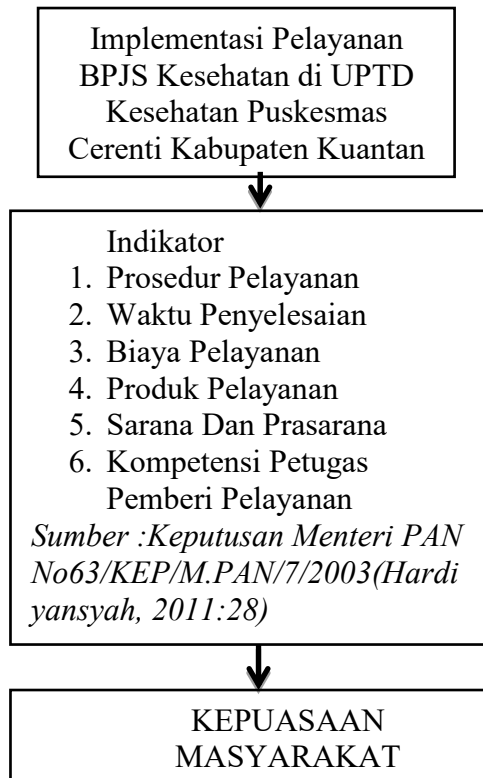 Implementasi Pelayanan
BPJS Kesehatan di UPTD
Kesehatan Puskesmas
Cerenti Kabupaten Kuantan
Indikator
1. Prosedur Pelayanan
2. Waktu Penyelesaian
3. Biaya Pelayanan
4. Produk Pelayanan
5. Sarana Dan Prasarana
6. Kompetensi Petugas
Pemberi Pelayanan
Sumber :Keputusan Menteri PAN
No63/KEP/M.PAN/7/2003(Hardi
yansyah, 2011:28)
KEPUASAAN
MASYARAKAT